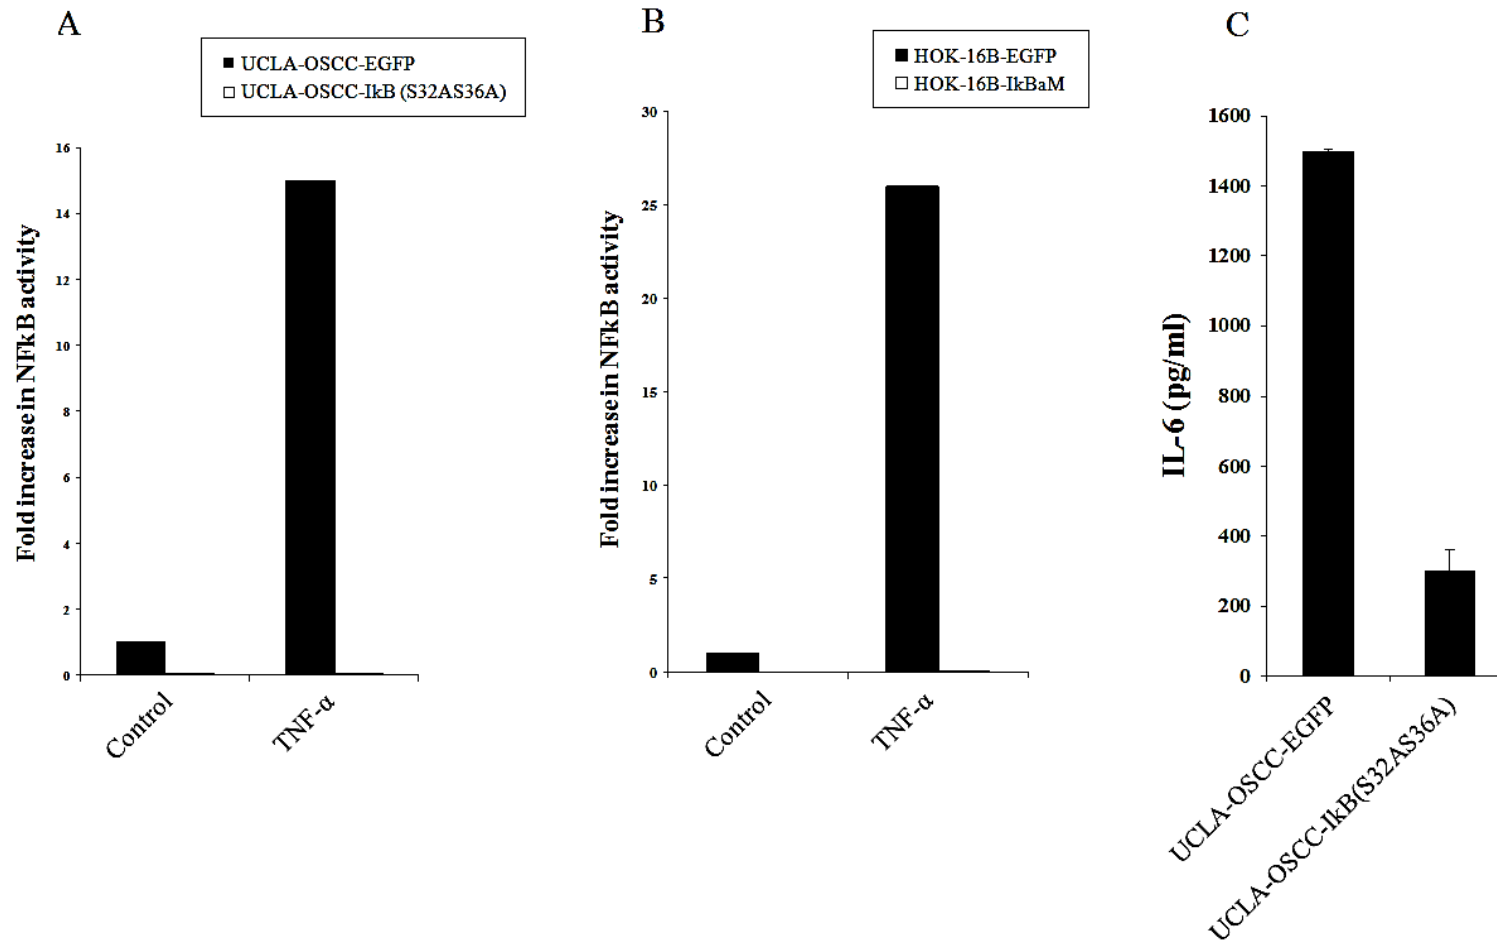 A
UCLA-OSCC-EGFP
UCLA-OSCC-IkB (S32AS36A)
16
14
12
10
8
6
4
2
0
Fold increase in NFkB activity
Control
TNF-α
B
HOK-16B-EGFP
HOK-16B-IkBaM
30
25
20
15
10
5
0
Fold increase in NFkB activity
Control
TNF-α
C
1600
1400
1200
1000
800
600
400
200
0
IL-6 (pg/ml)
UCLA-OSCC-EGFP
UCLA-OSCC-IkB(S32AS36A)